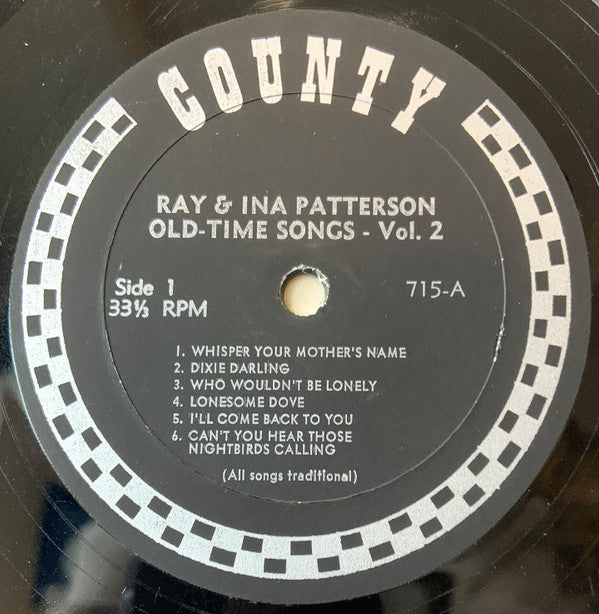 COUNTY
RAY & INA PATTERSON
OLD-TIME SONGS - Vol. 2
Side 1
33⅓ RPM
715-A
1. WHISPER YOUR MOTHER'S NAME
2. DIXIE DARLING
3. WHO WOULDN'T BE LONELY
4. LONESOME DOVE
5. I'LL COME BACK TO YOU
6. CAN'T YOU HEAR THOSE
NIGHTBIRDS CALLING
(All songs traditional)